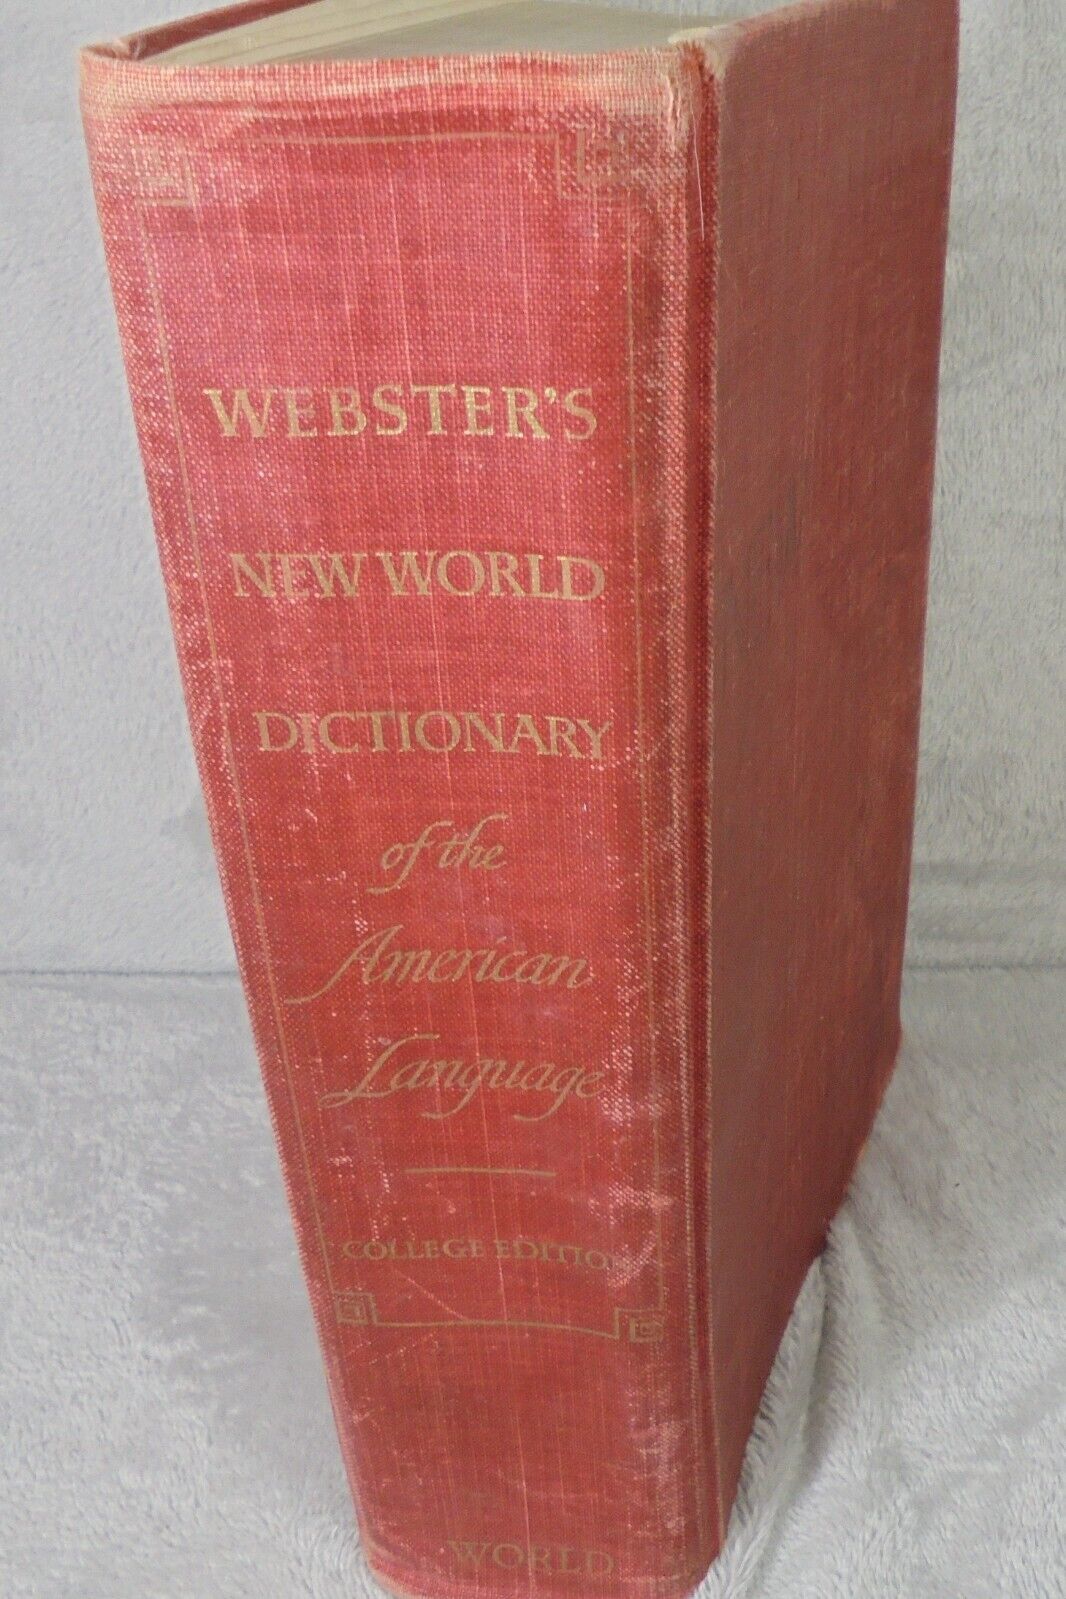 WEBSTER'S
NEW WORLD
DICTIONARY
of the
American
Language
COLLEGE EDITION
WORLD